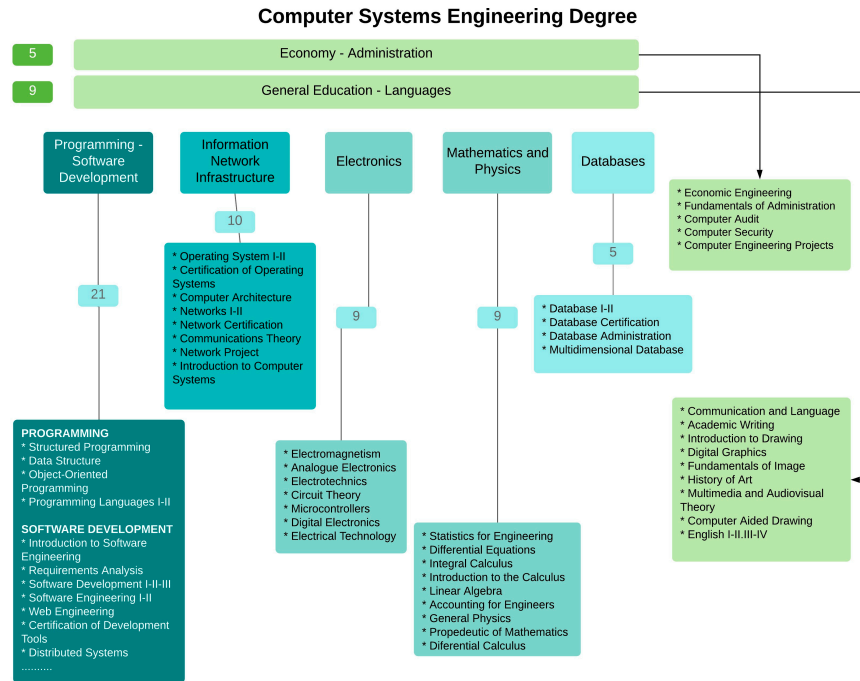 Computer Systems Engineering Degree
5
Economy - Administration
9
General Education - Languages
Programming -
Software
Development
Information
Network
Infrastructure
Electronics
Mathematics and
Physics
Databases
* Economic Engineering
* Fundamentals of Administration
* Computer Audit
* Computer Security
* Computer Engineering Projects
10
* Operating System I-II
* Certification of Operating
Systems
* Computer Architecture
* Networks I-II
* Network Certification
* Communications Theory
* Network Project
* Introduction to Computer
Systems
5
* Database I-II
* Database Certification
* Database Administration
* Multidimensional Database
21
9
9
* Communication and Language
* Academic Writing
* Introduction to Drawing
* Digital Graphics
* Fundamentals of Image
* History of Art
* Multimedia and Audiovisual
Theory
* Computer Aided Drawing
* English I-II.III-IV
PROGRAMMING
* Structured Programming
* Data Structure
* Object-Oriented
Programming
* Programming Languages I-II
SOFTWARE DEVELOPMENT
* Introduction to Software
Engineering
* Requirements Analysis
* Software Development I-II-III
* Software Engineering I-II
* Web Engineering
* Certification of Development
Tools
* Distributed Systems
..........
* Electromagnetism
* Analogue Electronics
* Electrotechnics
* Circuit Theory
* Microcontrollers
* Digital Electronics
* Electrical Technology
* Statistics for Engineering
* Differential Equations
* Integral Calculus
* Introduction to the Calculus
* Linear Algebra
* Accounting for Engineers
* General Physics
* Propedeutic of Mathematics
* Diferential Calculus